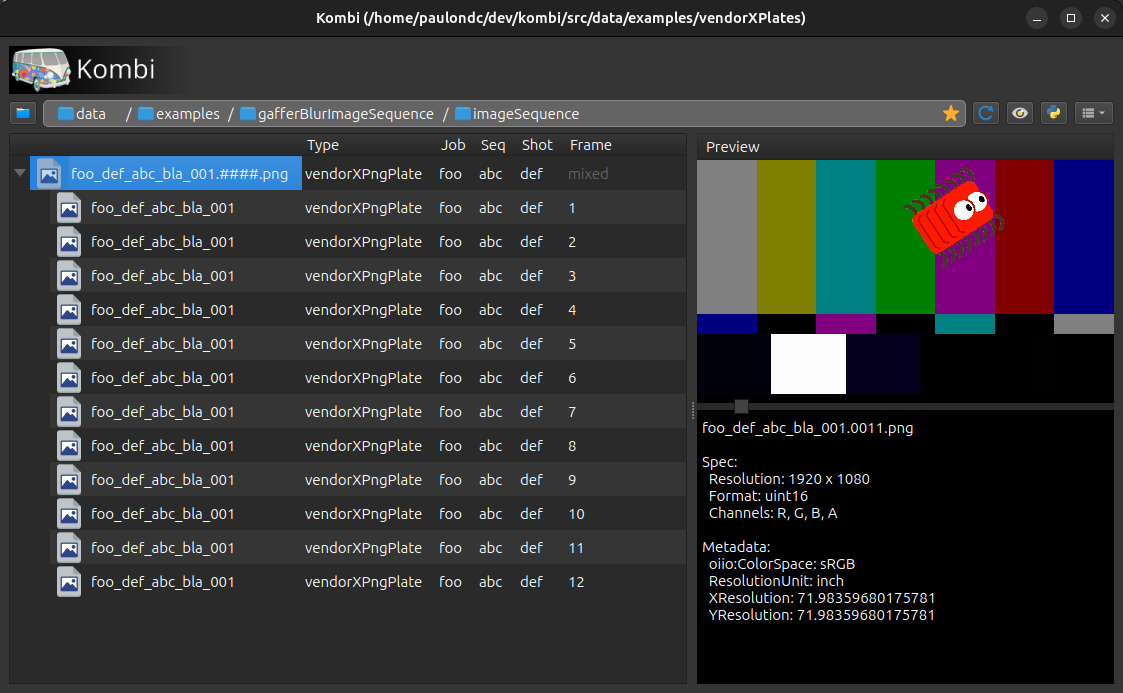 Kombi (/home/paulondc/dev/kombi/src/data/examples/vendorXPlates)
Kombi
data / examples / gafferBlurImageSequence / imageSequence
Type Job Seq Shot Frame
foo_def_abc_bla_001.####.png vendorXPngPlate foo abc def mixed
foo_def_abc_bla_001 vendorXPngPlate foo abc def 1
foo_def_abc_bla_001 vendorXPngPlate foo abc def 2
foo_def_abc_bla_001 vendorXPngPlate foo abc def 3
foo_def_abc_bla_001 vendorXPngPlate foo abc def 4
foo_def_abc_bla_001 vendorXPngPlate foo abc def 5
foo_def_abc_bla_001 vendorXPngPlate foo abc def 6
foo_def_abc_bla_001 vendorXPngPlate foo abc def 7
foo_def_abc_bla_001 vendorXPngPlate foo abc def 8
foo_def_abc_bla_001 vendorXPngPlate foo abc def 9
foo_def_abc_bla_001 vendorXPngPlate foo abc def 10
foo_def_abc_bla_001 vendorXPngPlate foo abc def 11
foo_def_abc_bla_001 vendorXPngPlate foo abc def 12
Preview
foo_def_abc_bla_001.0011.png
Spec:
Resolution: 1920 x 1080
Format: uint16
Channels: R, G, B, A
Metadata:
oiio:ColorSpace: sRGB
ResolutionUnit: inch
XResolution: 71.98359680175781
YResolution: 71.98359680175781